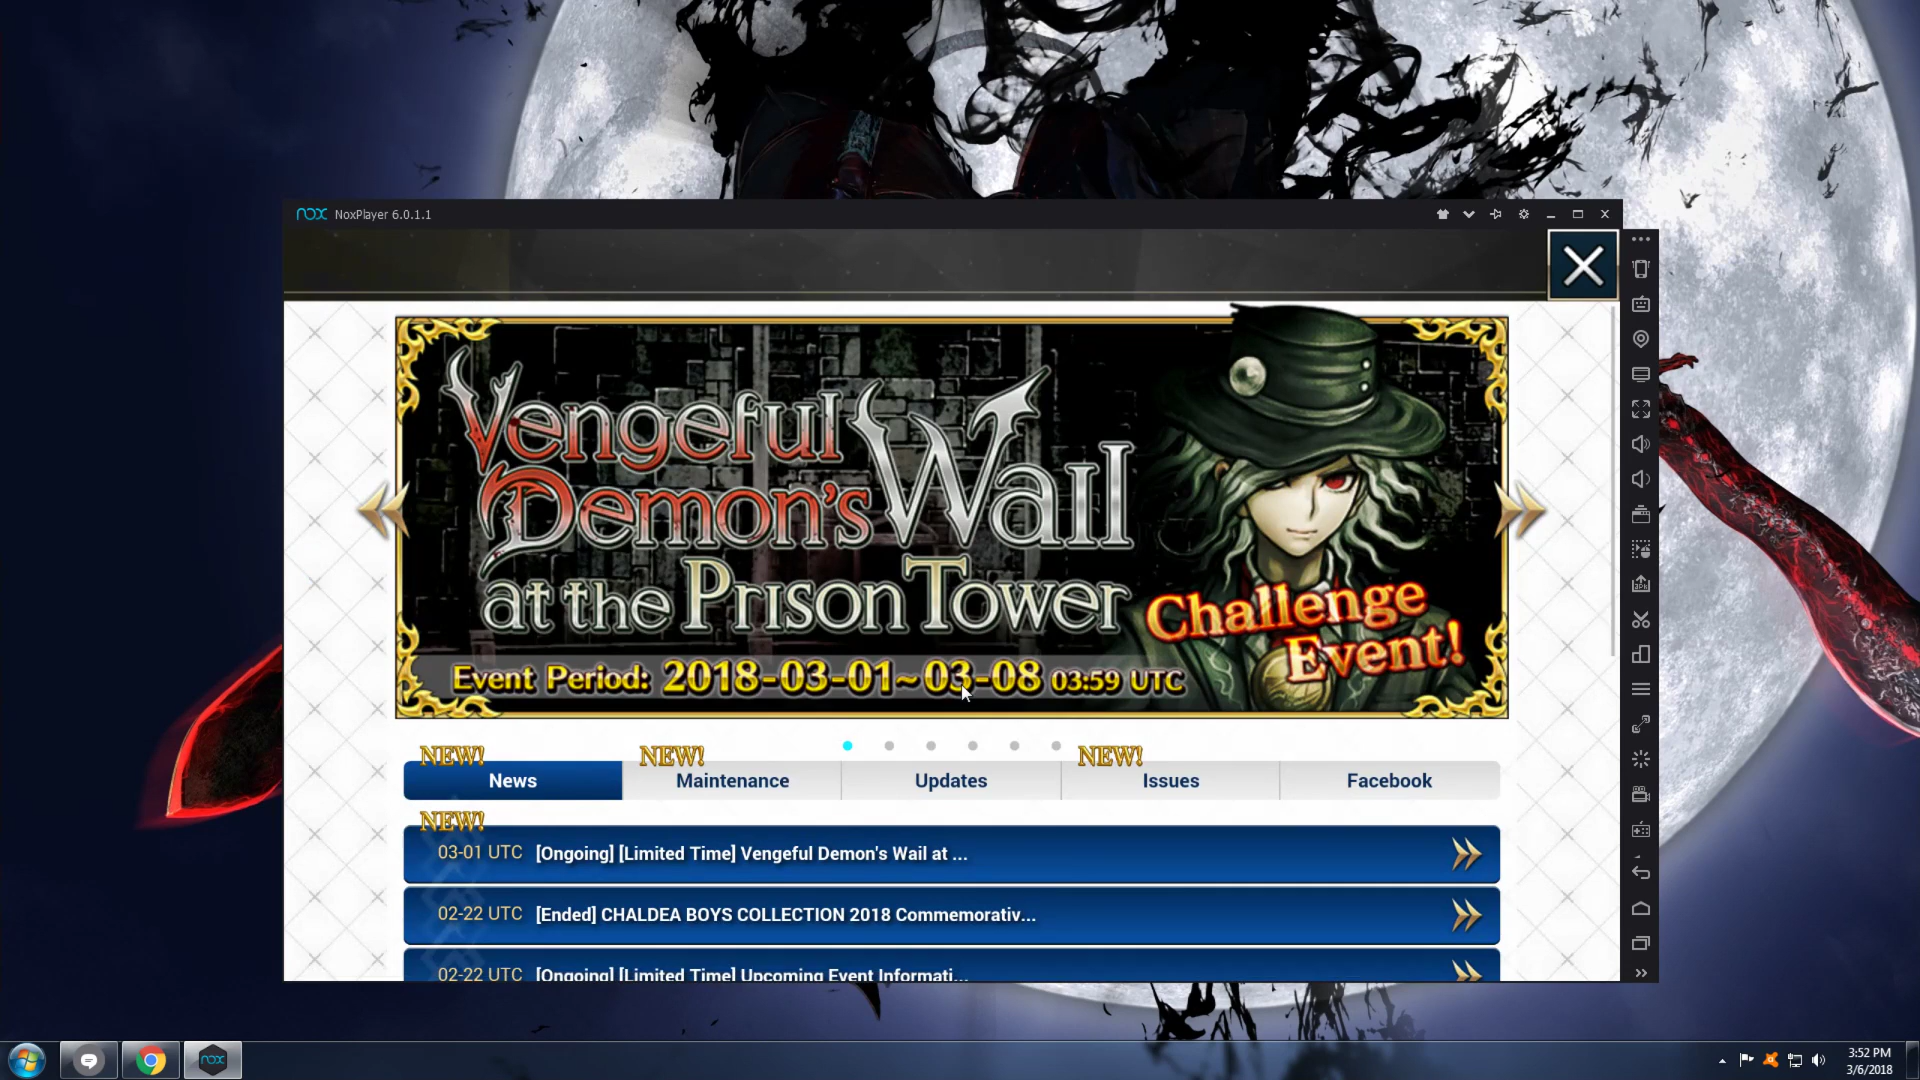 nox NoxPlayer 6.0.1.1
Vengeful
Demon's Wail
at the Prison Tower
Challenge
Event!
Event Period: 2018-03-01~03-08 03:59 UTC
NEW! NEW! NEW!
News Maintenance Updates Issues Facebook
NEW!
03-01 UTC [Ongoing] [Limited Time] Vengeful Demon's Wail at ...
02-22 UTC [Ended] CHALDEA BOYS COLLECTION 2018 Commemorativ...
02-22 UTC [Ongoing] [Limited Time] Upcoming Event Informati...
nox
3:52 PM
3/6/2018